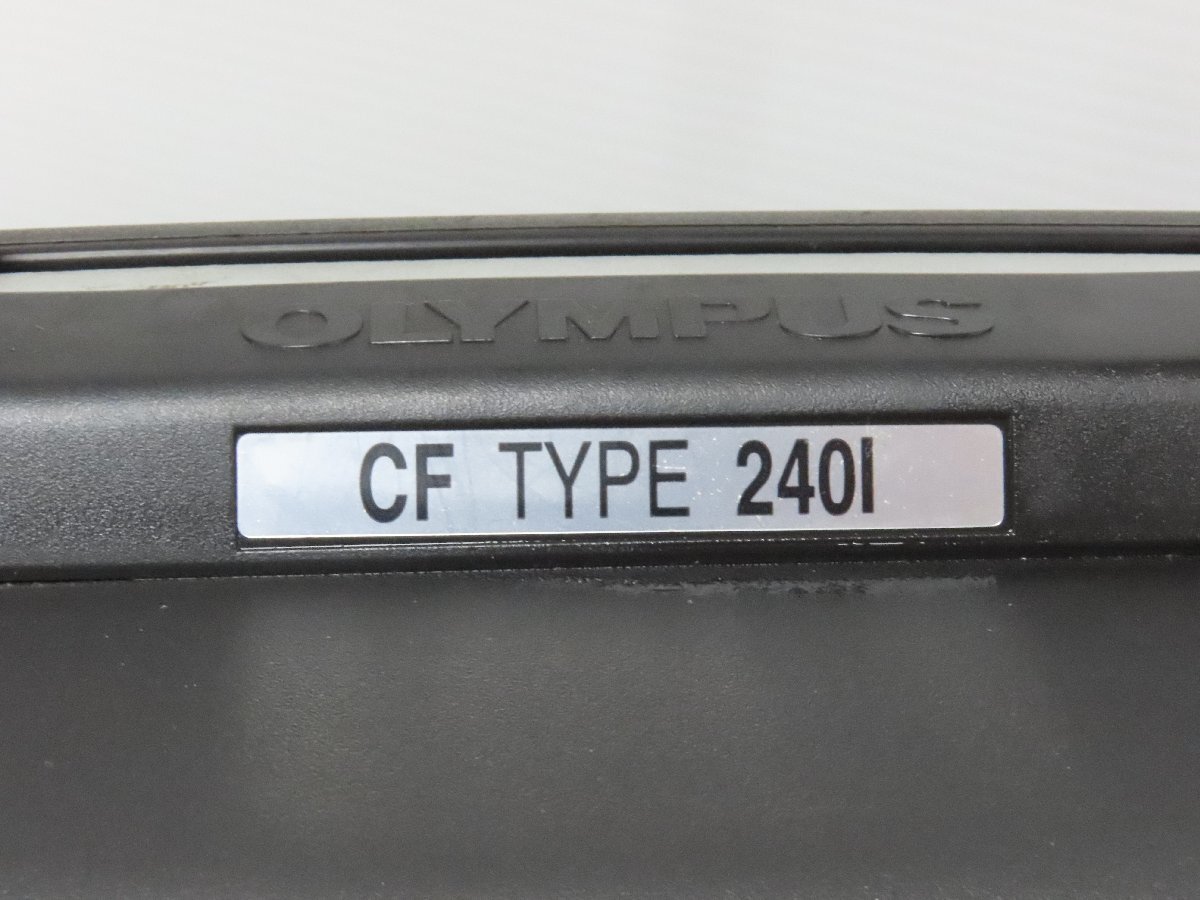 OLYMPUS
CF TYPE 240I